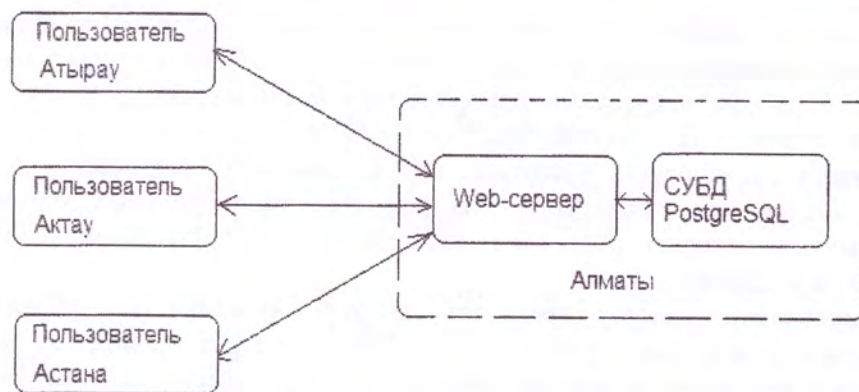 Пользователь
Атырау
Пользователь
Актау
Пользователь
Астана
Web-сервер
СУБД
PostgreSQL
Алматы